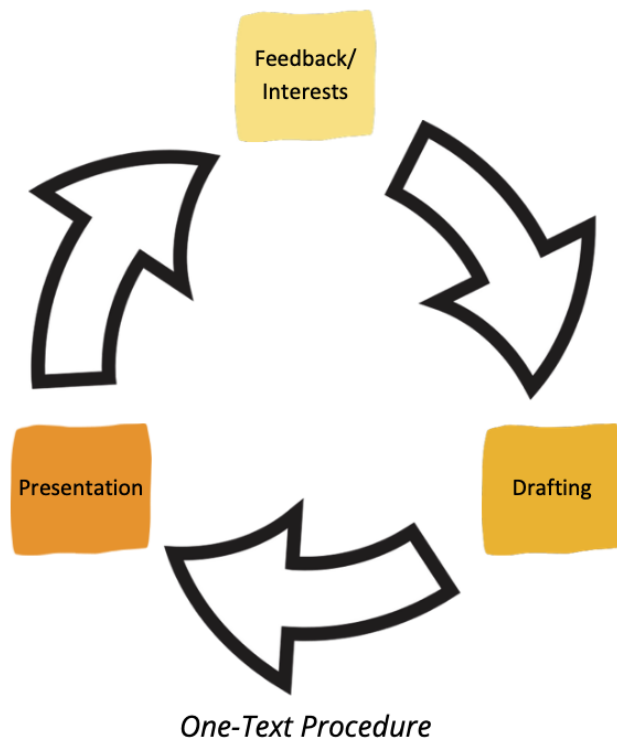 Feedback/
Interests
Presentation
Drafting
One-Text Procedure